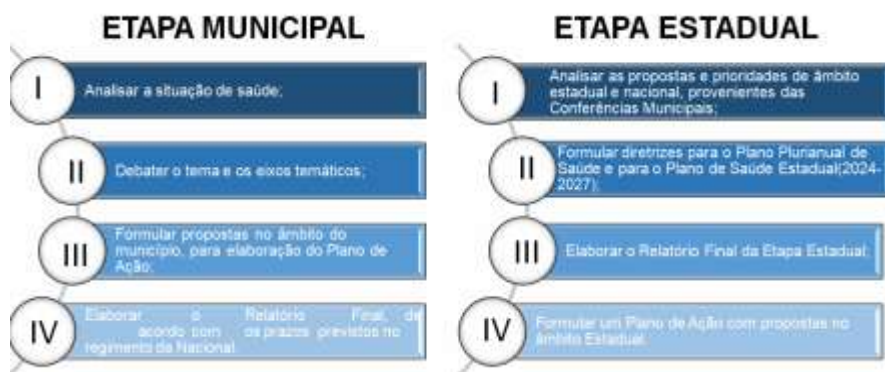 ETAPA MUNICIPAL
I
Analisar a situação de saúde;
II
Debater o tema e os eixos temáticos;
III
Formular propostas no âmbito do
município, para elaboração do Plano de
Ação;
IV
Elaborar o Relatório Final, de
acordo com os prazos previstos no
regimento da Nacional.
ETAPA ESTADUAL
I
Analisar as propostas e prioridades de âmbito
estadual e nacional, provenientes das
Conferências Municipais;
II
Formular diretrizes para o Plano Plurianual de
Saúde e para o Plano de Saúde Estadual(2024-
2027);
III
Elaborar o Relatório Final da Etapa Estadual;
IV
Formular um Plano de Ação com propostas no
âmbito Estadual.